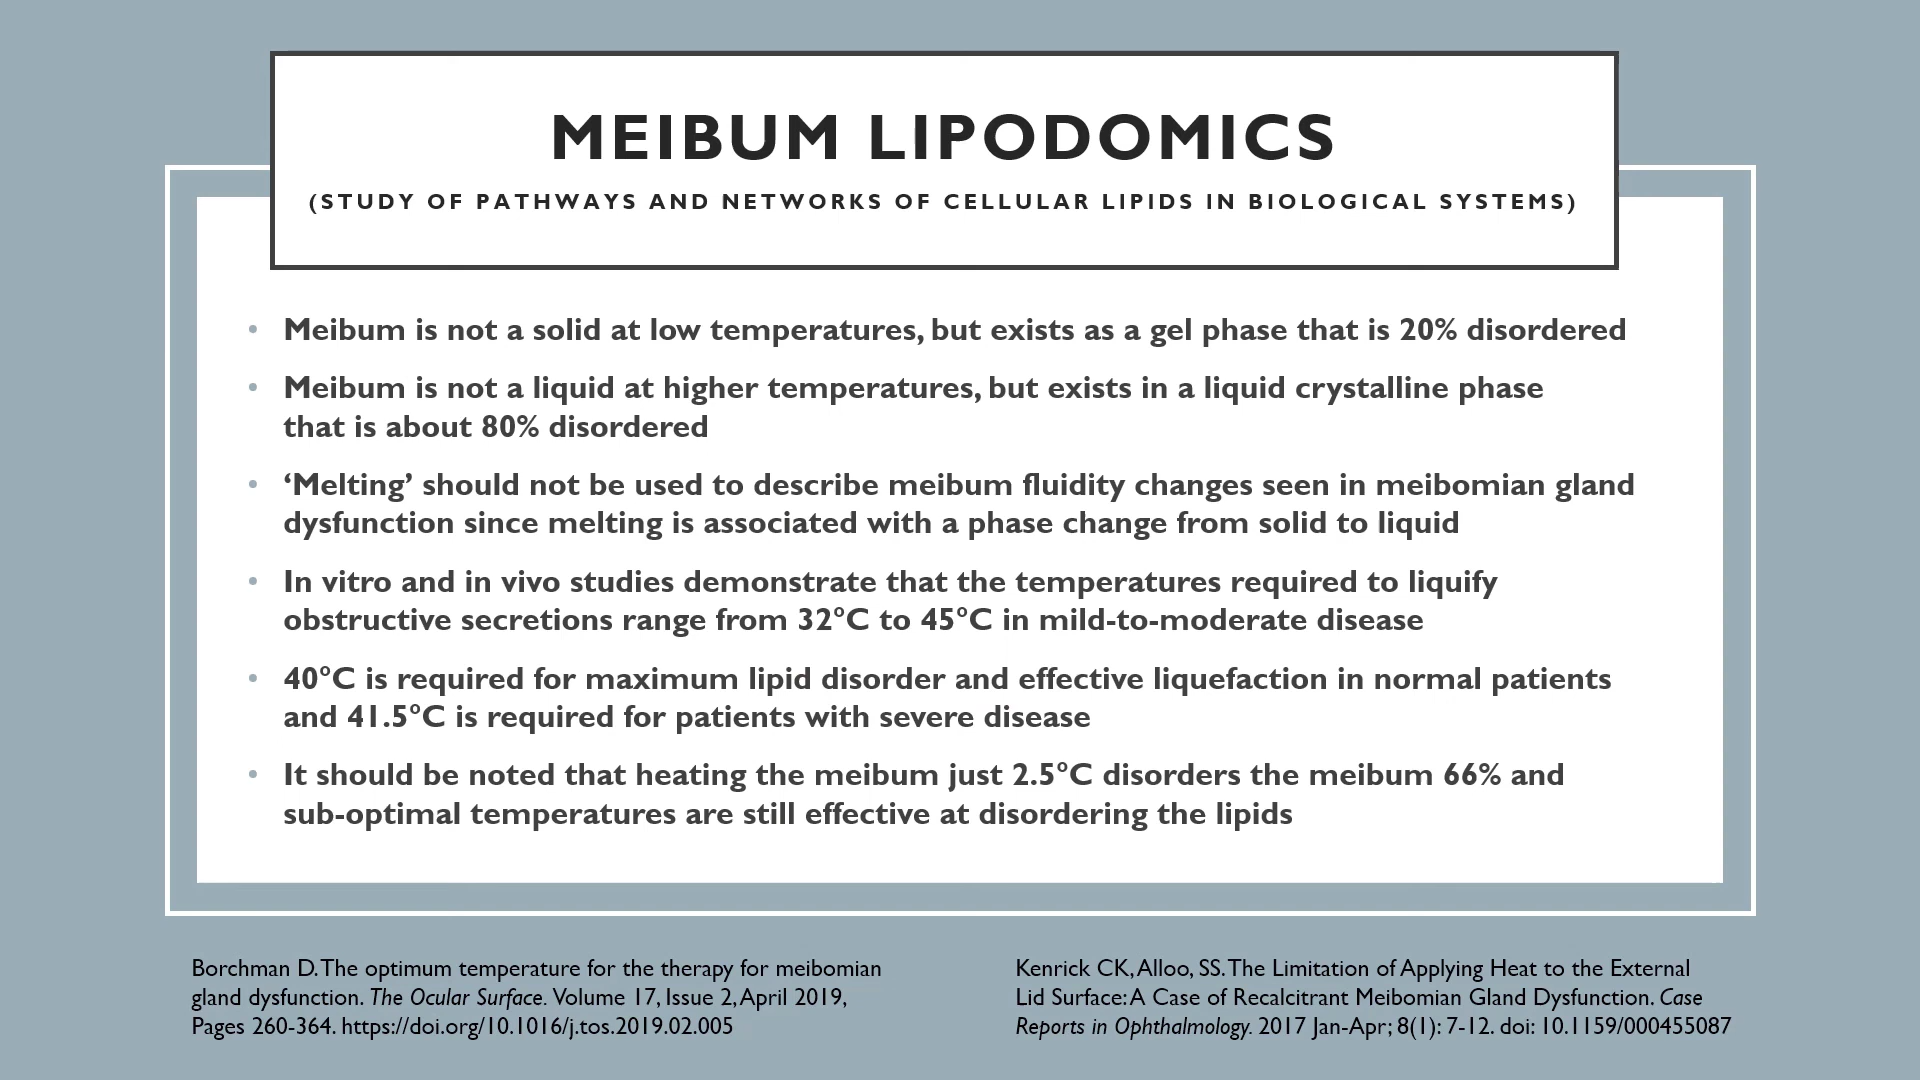 MEIBUM LIPODOMICS
(STUDY OF PATHWAYS AND NETWORKS OF CELLULAR LIPIDS IN BIOLOGICAL SYSTEMS)
• Meibum is not a solid at low temperatures, but exists as a gel phase that is 20% disordered
• Meibum is not a liquid at higher temperatures, but exists in a liquid crystalline phase
that is about 80% disordered
• ‘Melting’ should not be used to describe meibum fluidity changes seen in meibomian gland
dysfunction since melting is associated with a phase change from solid to liquid
• In vitro and in vivo studies demonstrate that the temperatures required to liquify
obstructive secretions range from 32°C to 45°C in mild-to-moderate disease
• 40°C is required for maximum lipid disorder and effective liquefaction in normal patients
and 41.5°C is required for patients with severe disease
• It should be noted that heating the meibum just 2.5°C disorders the meibum 66% and
sub-optimal temperatures are still effective at disordering the lipids
Borchman D. The optimum temperature for the therapy for meibomian
gland dysfunction. The Ocular Surface. Volume 17, Issue 2, April 2019,
Pages 260-364. https://doi.org/10.1016/j.tos.2019.02.005
Kenrick CK, Alloo, SS. The Limitation of Applying Heat to the External
Lid Surface: A Case of Recalcitrant Meibomian Gland Dysfunction. Case
Reports in Ophthalmology. 2017 Jan-Apr; 8(1): 7-12. doi: 10.1159/000455087